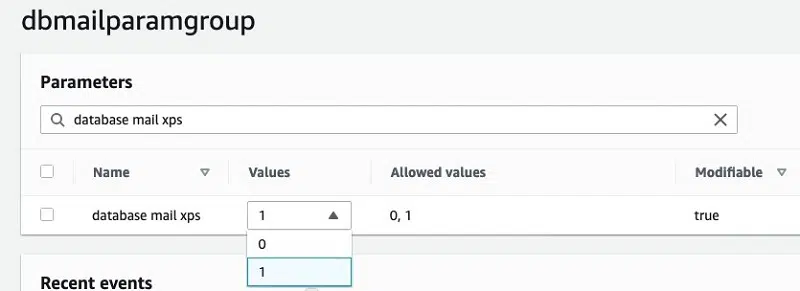 dbmailparamgroup
Parameters
database mail xps
Name Values Allowed values Modifiable
database mail xps 1 0, 1 true
0
1
Recent events